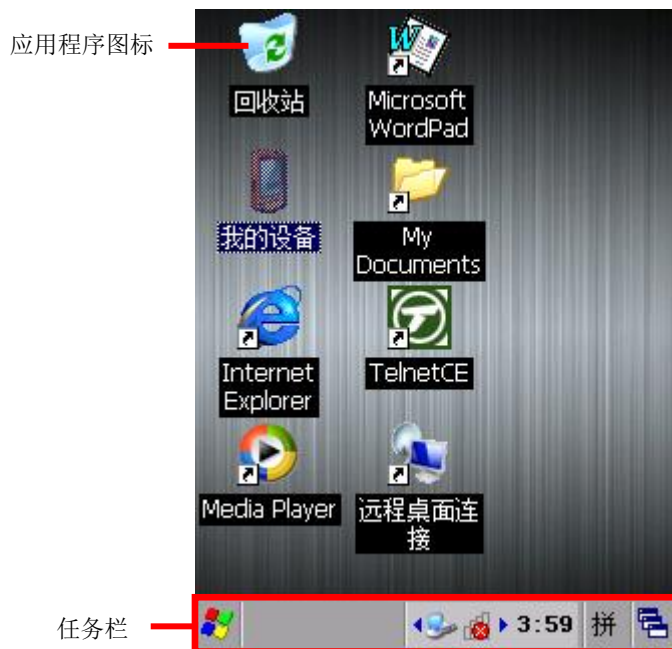 应用程序图标
回收站
Microsoft
WordPad
我的设备
My
Documents
Internet
Explorer
TelnetCE
Media Player
远程桌面连
接
任务栏
3:59
拼